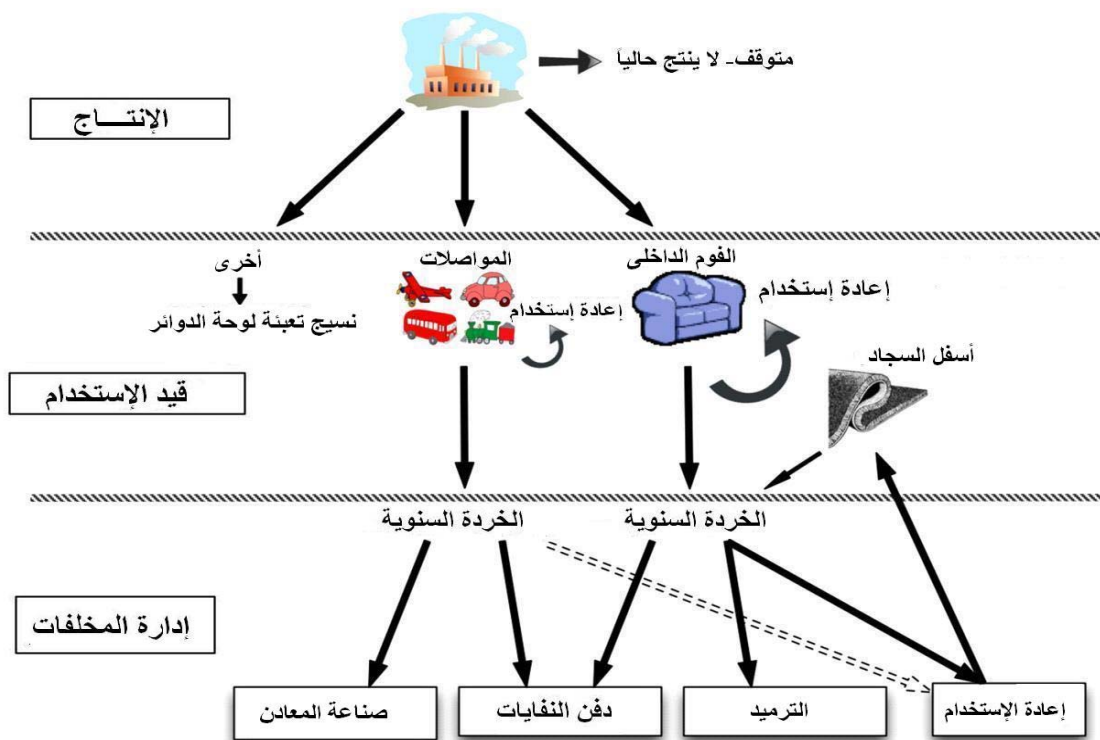 متوقف- لا ينتج حالياً
الإنتـــاج
الفوم الداخلى
المواصلات
أخرى
إعادة إستخدام
إعادة إستخدام
نسيج تعبئة لوحة الدوائر
أسفل السجاد
قيد الإستخدام
الخردة السنوية
الخردة السنوية
إدارة المخلفات
إعادة الإستخدام
الترميد
دفن النفايات
صناعة المعادن